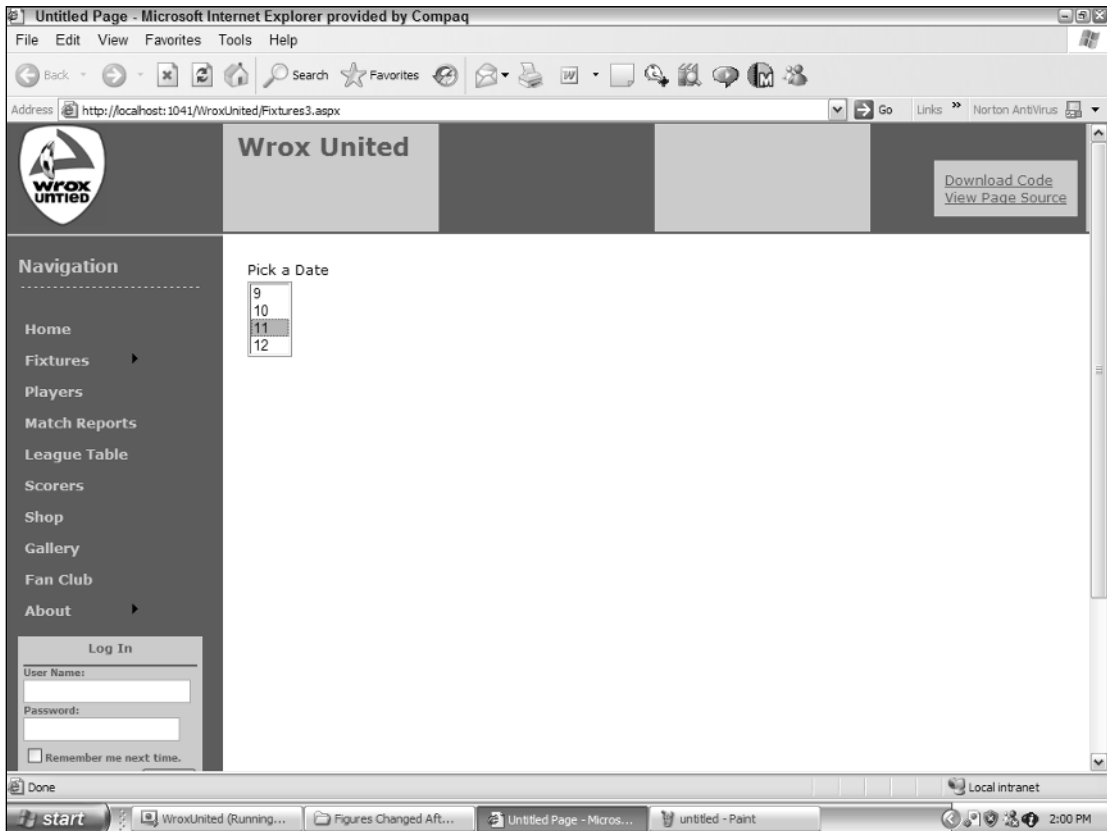 Untitled Page - Microsoft Internet Explorer provided by Compaq
File Edit View Favorites Tools Help
Back Search Favorites W M
Address http://localhost:1041/WroxUnited/Fixtures3.aspx Go Links » Norton AntiVirus
wrox
UNTIED
Wrox United
Download Code
View Page Source
Navigation
Home
Fixtures
Players
Match Reports
League Table
Scorers
Shop
Gallery
Fan Club
About
Log In
User Name:
Password:
Remember me next time.
Pick a Date
9
10
11
12
Done Local intranet
start WroxUnited (Running... Figures Changed Aft... Untitled Page - Micros... untitled - Paint 2:00 PM